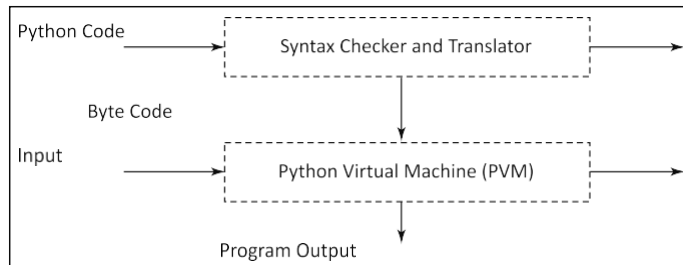 Python Code
Syntax Checker and Translator
Byte Code
Input
Python Virtual Machine (PVM)
Program Output